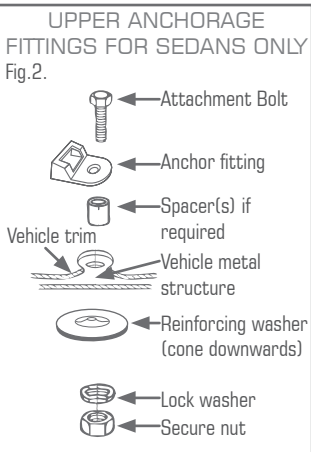 UPPER ANCHORAGE
FITTINGS FOR SEDANS ONLY
Fig.2.
Attachment Bolt
Anchor fitting
Spacer(s) if
required
Vehicle trim
Vehicle metal
structure
Reinforcing washer
(cone downwards)
Lock washer
Secure nut